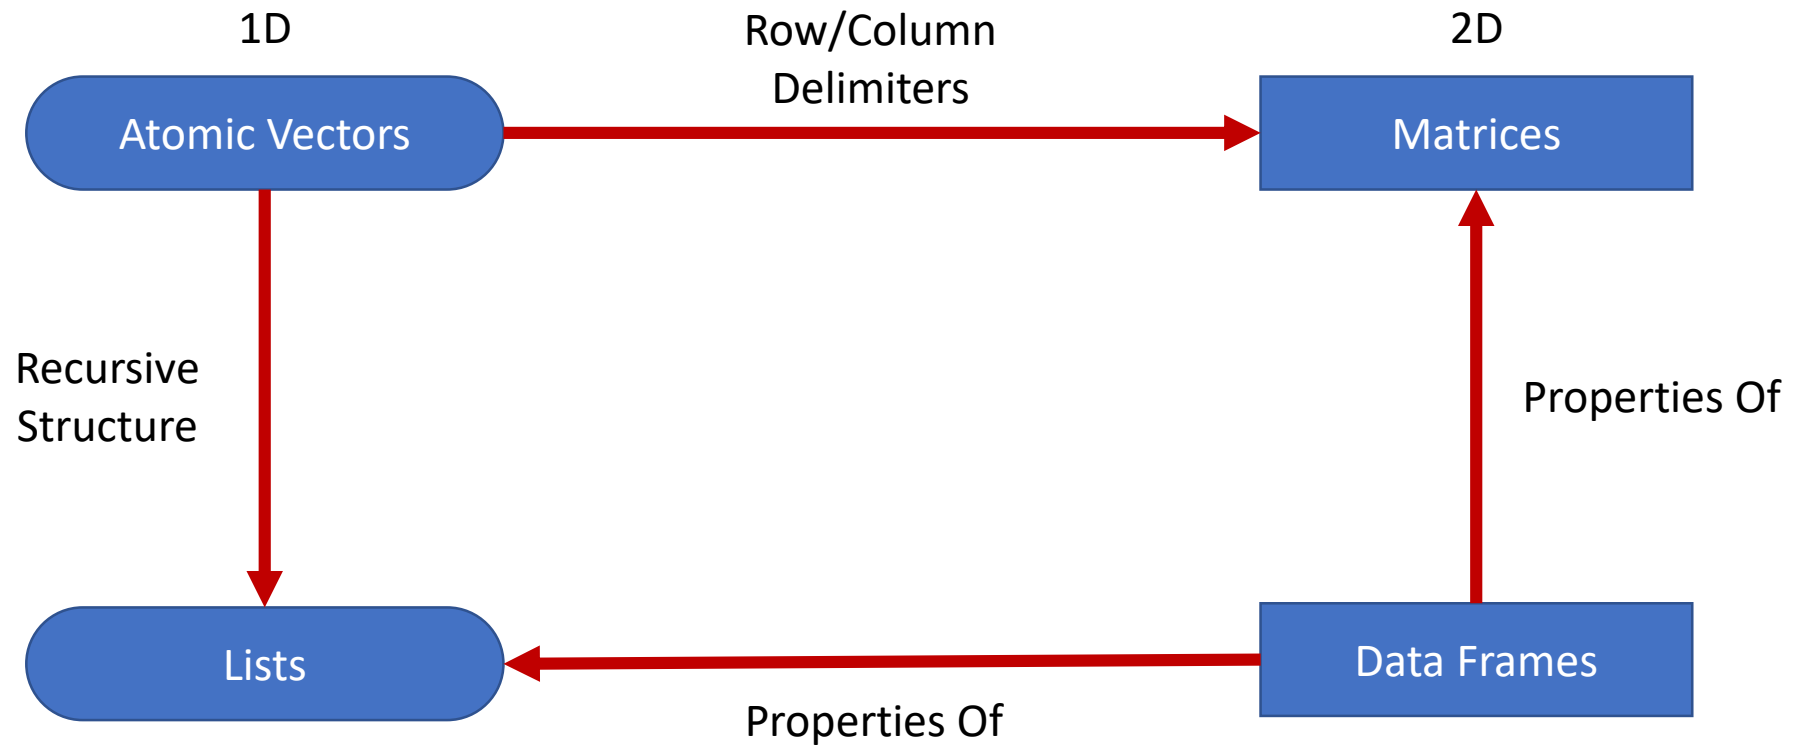 1D
Row/Column
Delimiters
2D
Atomic Vectors
Matrices
Recursive
Structure
Properties Of
Lists
Data Frames
Properties Of